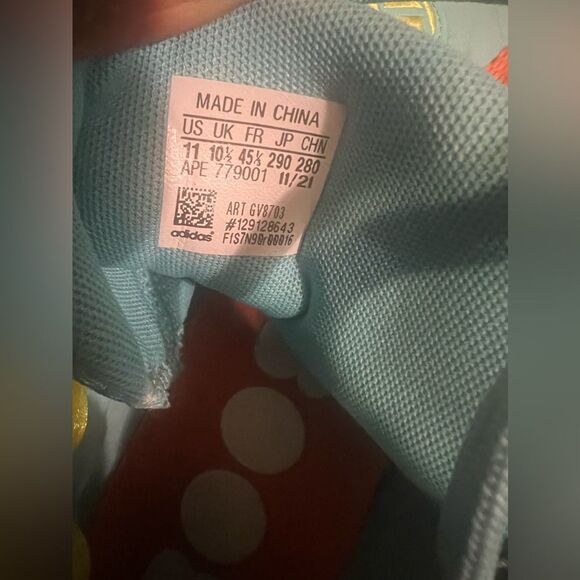 MADE IN CHINA
US UK FR JP CHN
11 10½ 45⅓ 290 280
APE 779001 11/21
ART GV8703
#129128643
adidas F1S7N90r00016